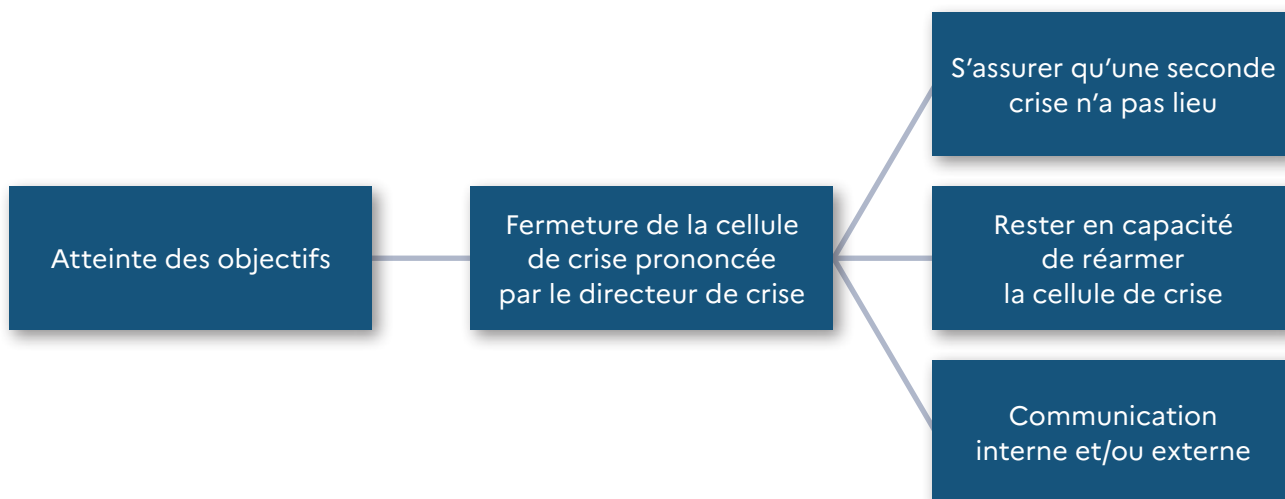 Atteinte des objectifs
Fermeture de la cellule
de crise prononcée
par le directeur de crise
S’assurer qu’une seconde
crise n’a pas lieu
Rester en capacité
de réarmer
la cellule de crise
Communication
interne et/ou externe